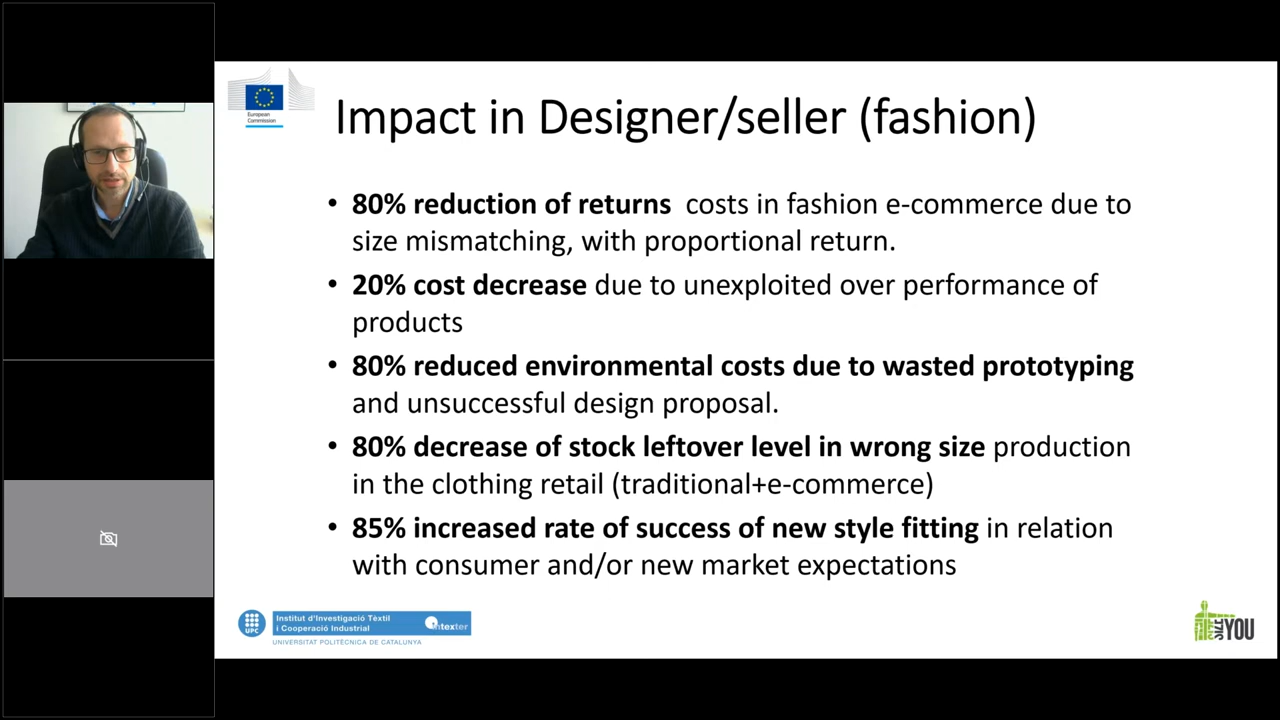 European
Commission
Impact in Designer/seller (fashion)
• 80% reduction of returns costs in fashion e-commerce due to
size mismatching, with proportional return.
• 20% cost decrease due to unexploited over performance of
products
• 80% reduced environmental costs due to wasted prototyping
and unsuccessful design proposal.
• 80% decrease of stock leftover level in wrong size production
in the clothing retail (traditional+e-commerce)
• 85% increased rate of success of new style fitting in relation
with consumer and/or new market expectations
UPC
Institut d'Investigació Tèxtil
i Cooperació Industrial
intexter
UNIVERSITAT POLITÈCNICA DE CATALUNYA
YOU